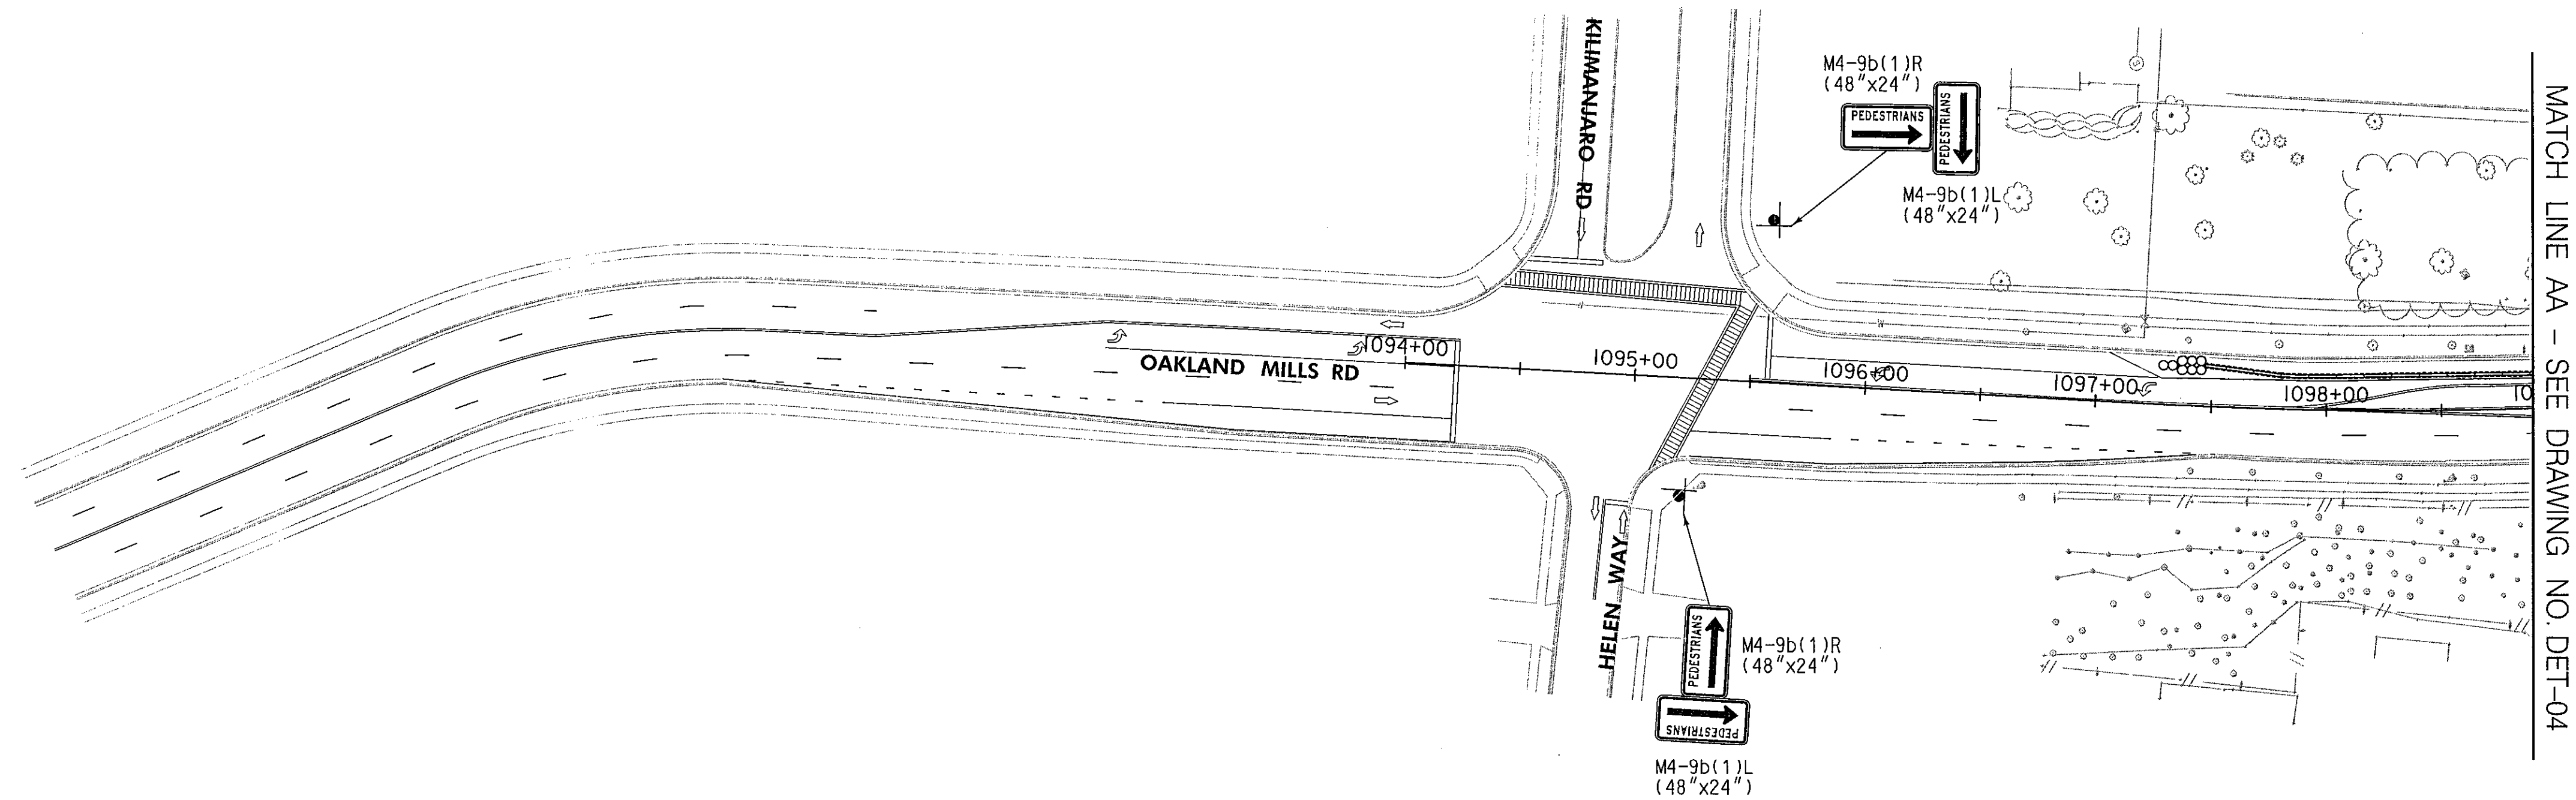 KILIMANJARO RD
M4-9b(1)R
(48"x24")
PEDESTRIANS
PEDESTRIANS
M4-9b(1)L
(48"x24")
MATCH LINE AA - SEE DRAWING NO. DET-04
OAKLAND MILLS RD
1094+00
1095+00
1096+00
1097+00
1098+00
10
HELEN WAY
PEDESTRIANS
M4-9b(1)R
(48"x24")
PEDESTRIANS
M4-9b(1)L
(48"x24")